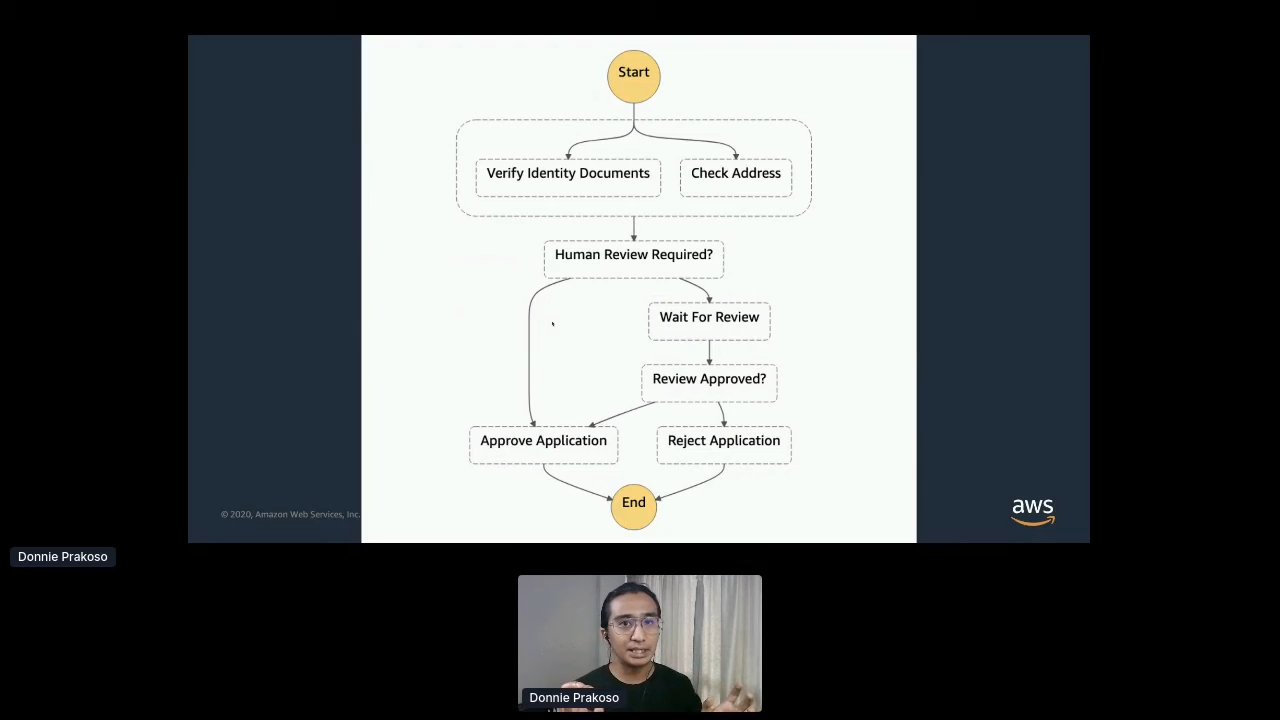 Start
Verify Identity Documents
Check Address
Human Review Required?
Wait For Review
Review Approved?
Approve Application
Reject Application
End
© 2020, Amazon Web Services, Inc.
aws
Donnie Prakoso
Donnie Prakoso